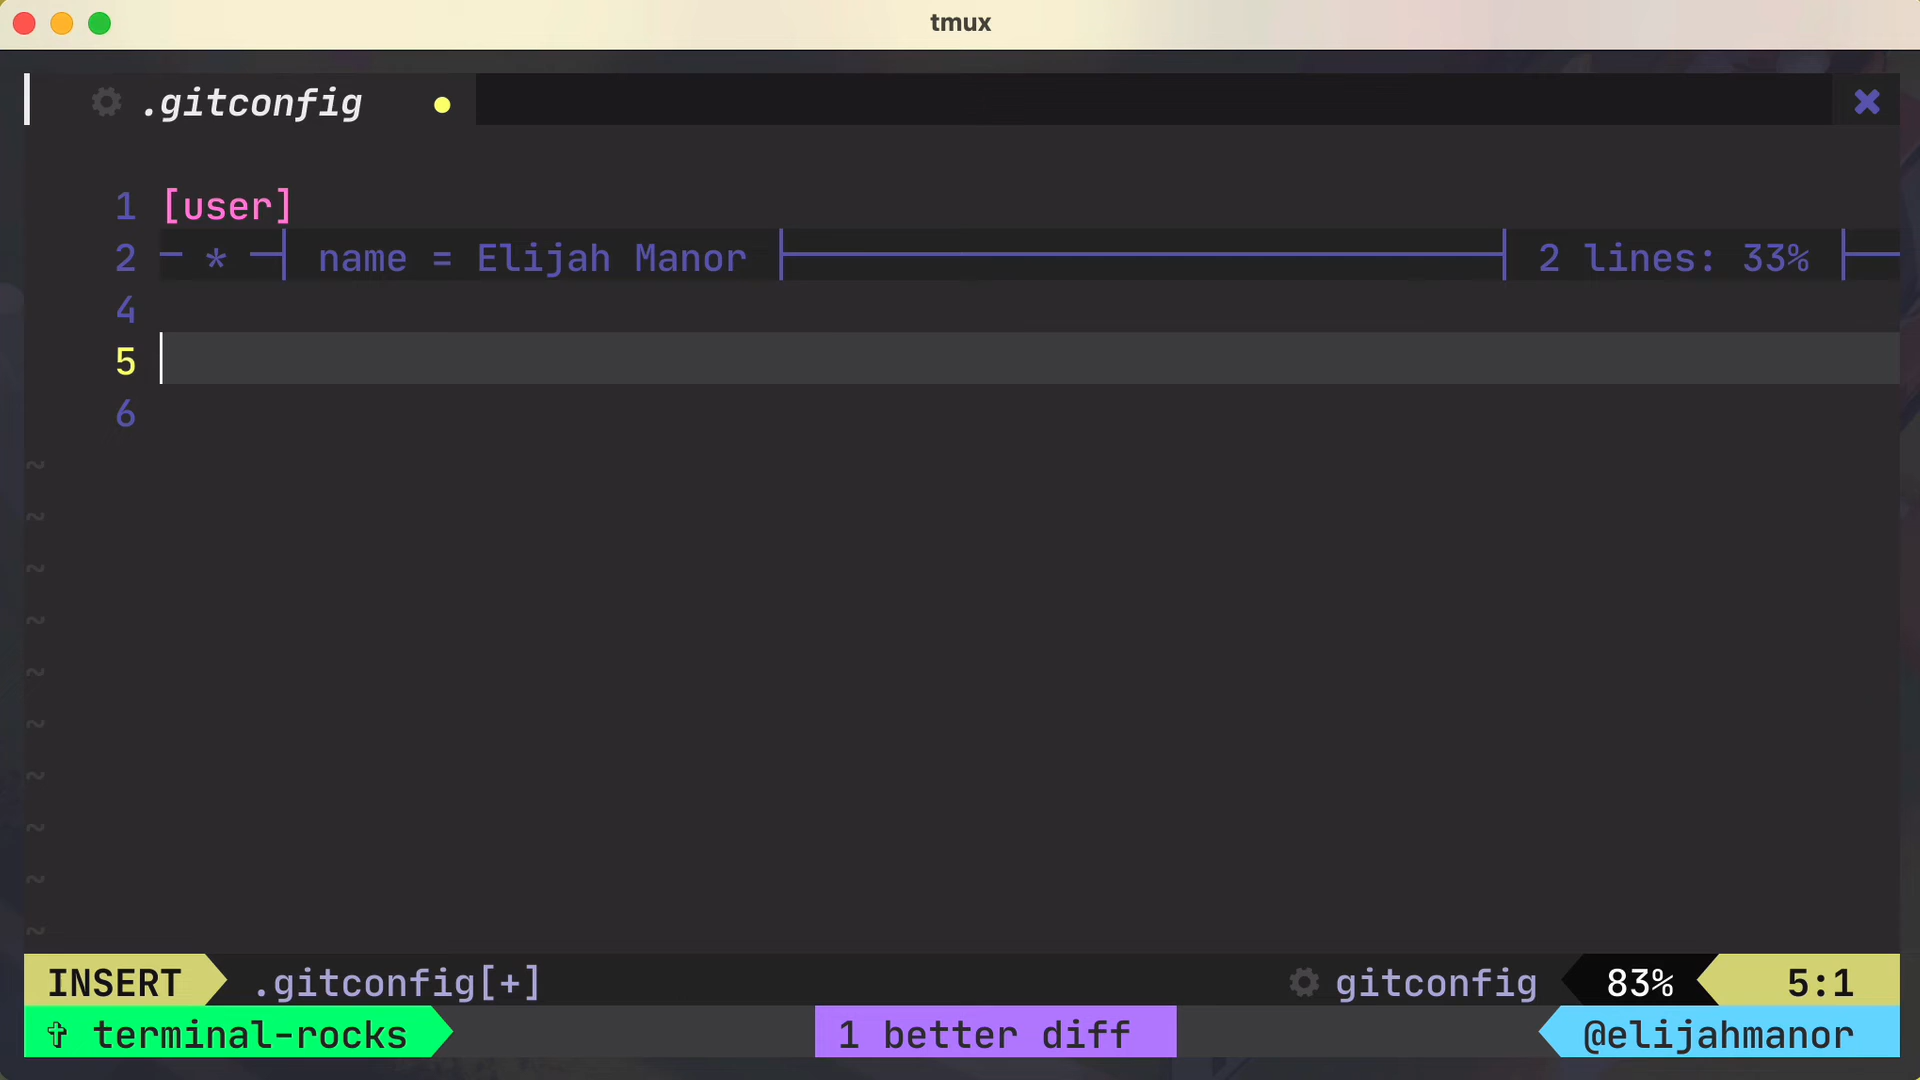 tmux
.gitconfig
1 [user]
2 * name = Elijah Manor 2 lines: 33%
4
5
6
~
~
~
~
~
~
~
~
~
~
INSERT .gitconfig[+] gitconfig 83% 5:1
✞ terminal-rocks 1 better diff @elijahmanor